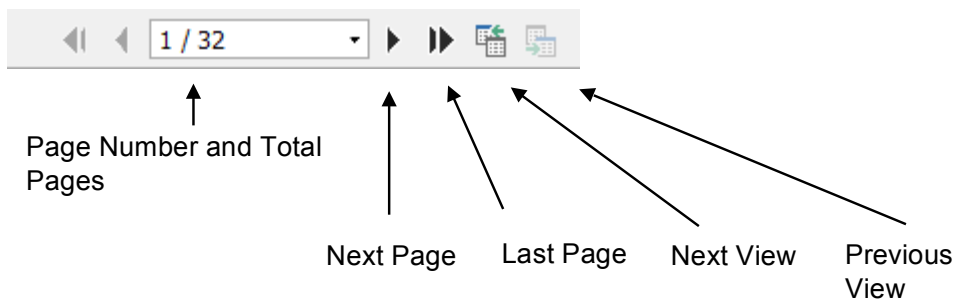 1 / 32
Page Number and Total
Pages
Next Page
Last Page
Next View
Previous
View